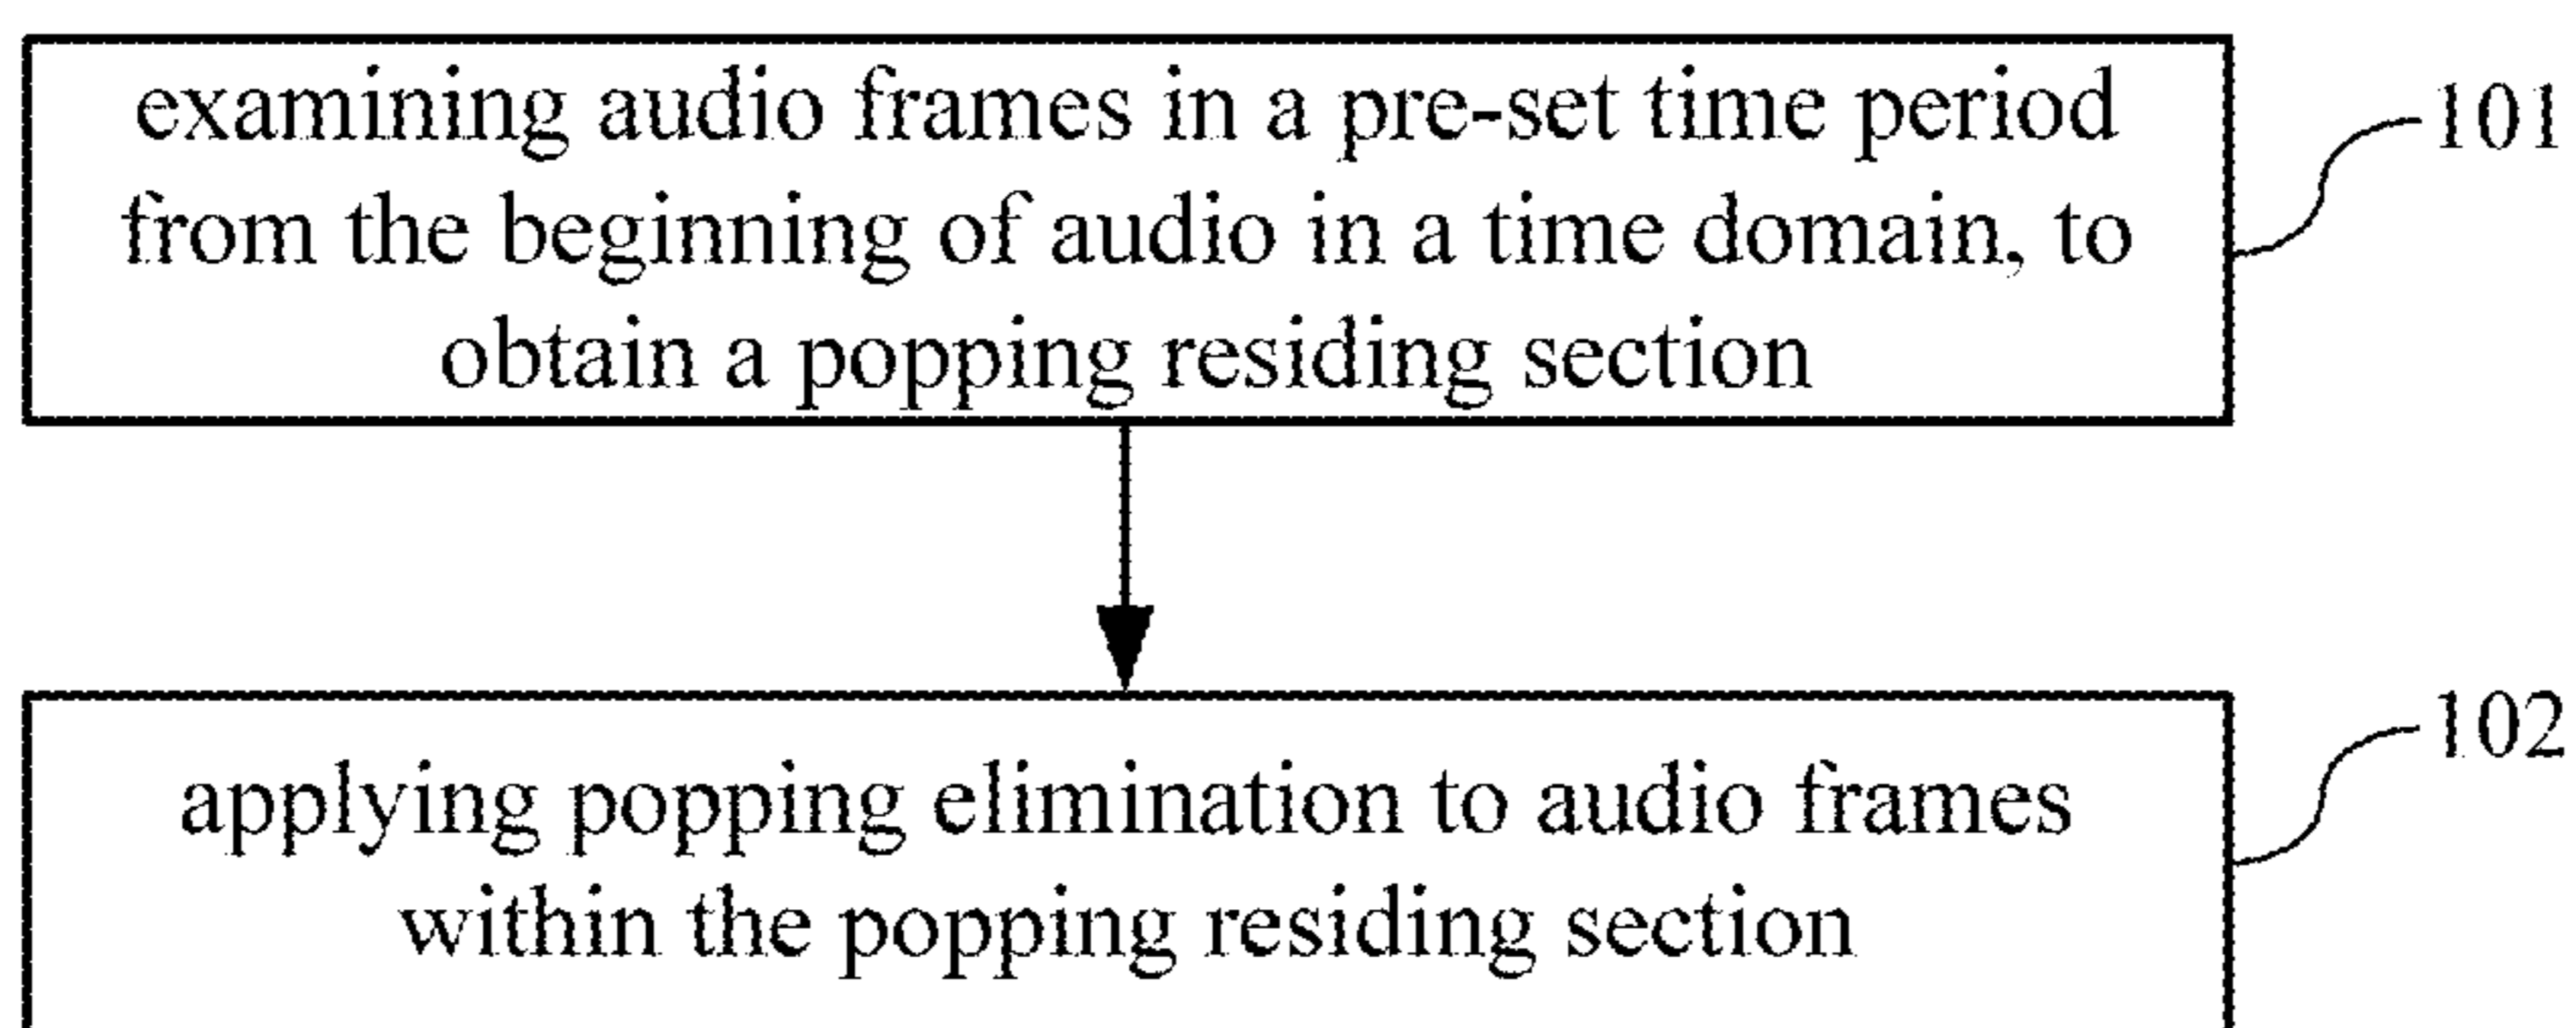 examining audio frames in a pre-set time period
from the beginning of audio in a time domain, to
obtain a popping residing section
101
applying popping elimination to audio frames
within the popping residing section
102